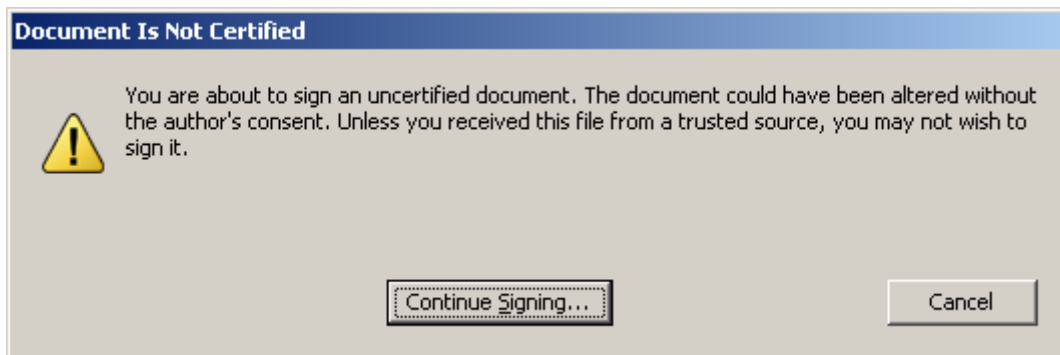 Document Is Not Certified
You are about to sign an uncertified document. The document could have been altered without
the author's consent. Unless you received this file from a trusted source, you may not wish to
sign it.
Continue Signing...
Cancel